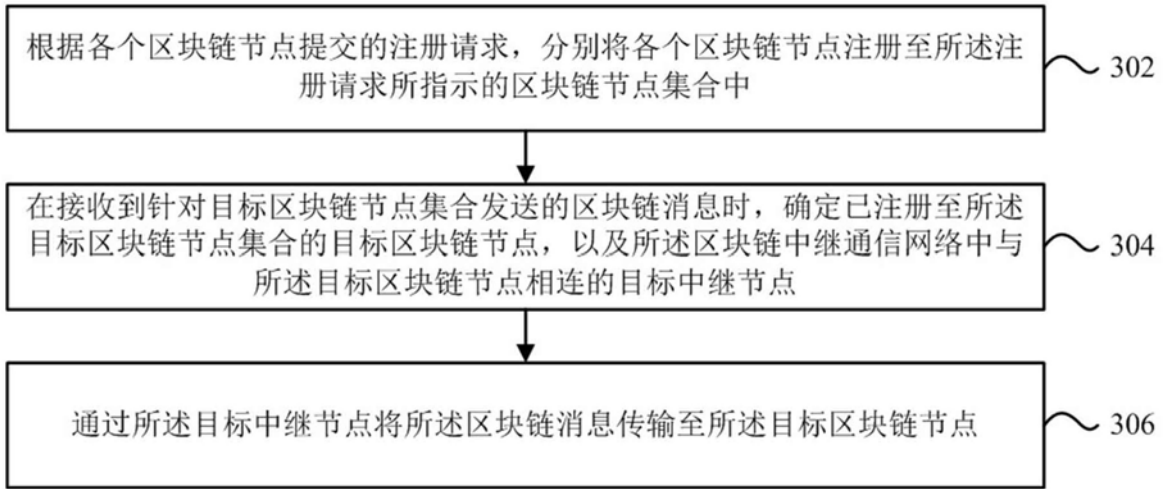 根据各个区块链节点提交的注册请求，分别将各个区块链节点注册至所述注
册请求所指示的区块链节点集合中
302
在接收到针对目标区块链节点集合发送的区块链消息时，确定已注册至所述
目标区块链节点集合的目标区块链节点，以及所述区块链中继通信网络中与
所述目标区块链节点相连的目标中继节点
304
通过所述目标中继节点将所述区块链消息传输至所述目标区块链节点
306